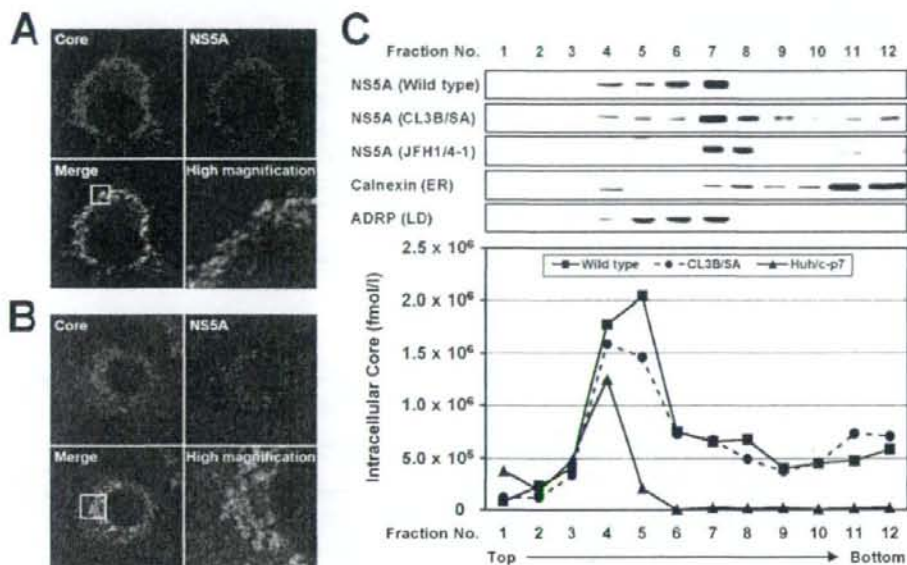 A
Core
NS5A
Merge
High magnification
B
Core
NS5A
Merge
High magnification
C
Fraction No. 1 2 3 4 5 6 7 8 9 10 11 12
NS5A (Wild type)
NS5A (CL3B/SA)
NS5A (JFH1/4-1)
Calnexin (ER)
ADRP (LD)
Wild type CL3B/SA Huh/c-p7
Intracellular Core (fmol/l)
2.5 x 10⁶
2.0 x 10⁶
1.5 x 10⁶
1.0 x 10⁶
5.0 x 10⁵
0
Fraction No. 1 2 3 4 5 6 7 8 9 10 11 12
Top Bottom